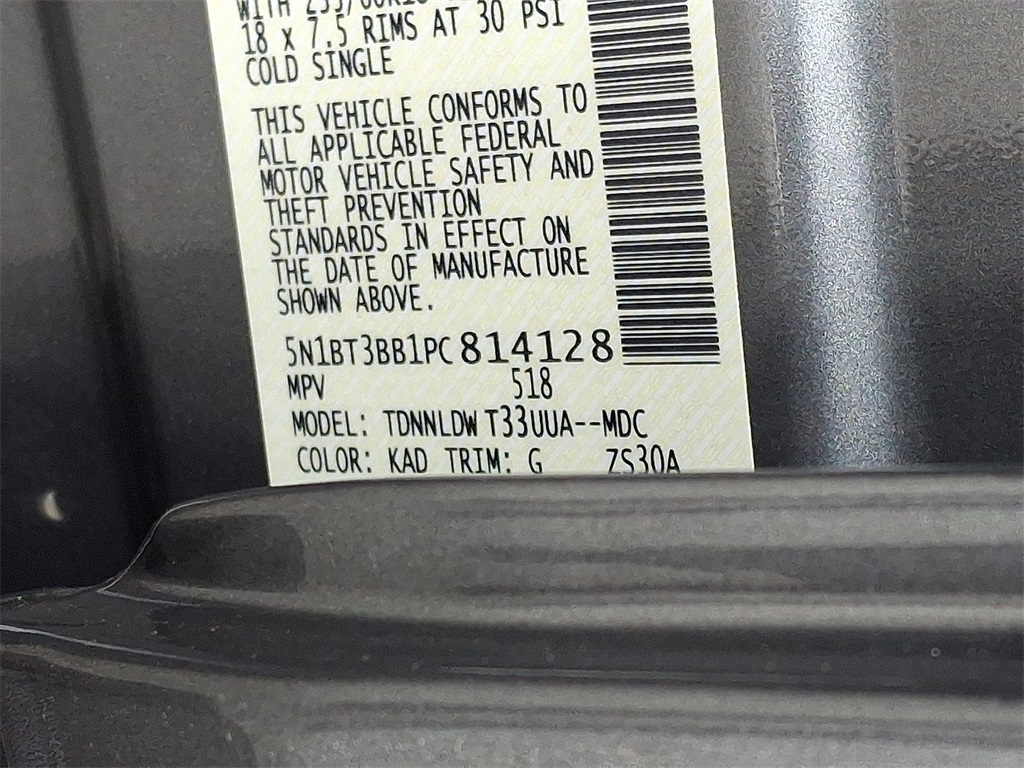 WITH
18 x 7.5 RIMS AT 30 PSI
COLD SINGLE
THIS VEHICLE CONFORMS TO
ALL APPLICABLE FEDERAL
MOTOR VEHICLE SAFETY AND
THEFT PREVENTION
STANDARDS IN EFFECT ON
THE DATE OF MANUFACTURE
SHOWN ABOVE.
5N1BT3BB1PC814128
MPV 518
MODEL: TDNNLDW T33UUA--MDC
COLOR: KAD TRIM: G ZS30A